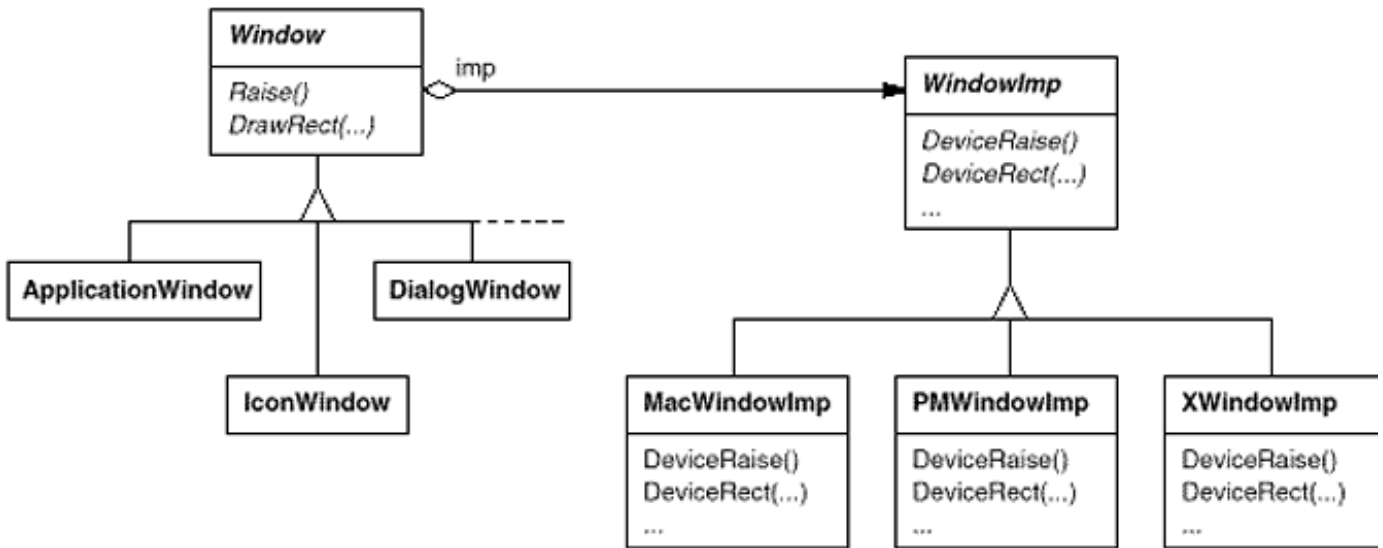 Window
Raise()
DrawRect(...)
imp
WindowImp
DeviceRaise()
DeviceRect(...)
...
ApplicationWindow
DialogWindow
IconWindow
MacWindowImp
DeviceRaise()
DeviceRect(...)
...
PMWindowImp
DeviceRaise()
DeviceRect(...)
...
XWindowImp
DeviceRaise()
DeviceRect(...)
...